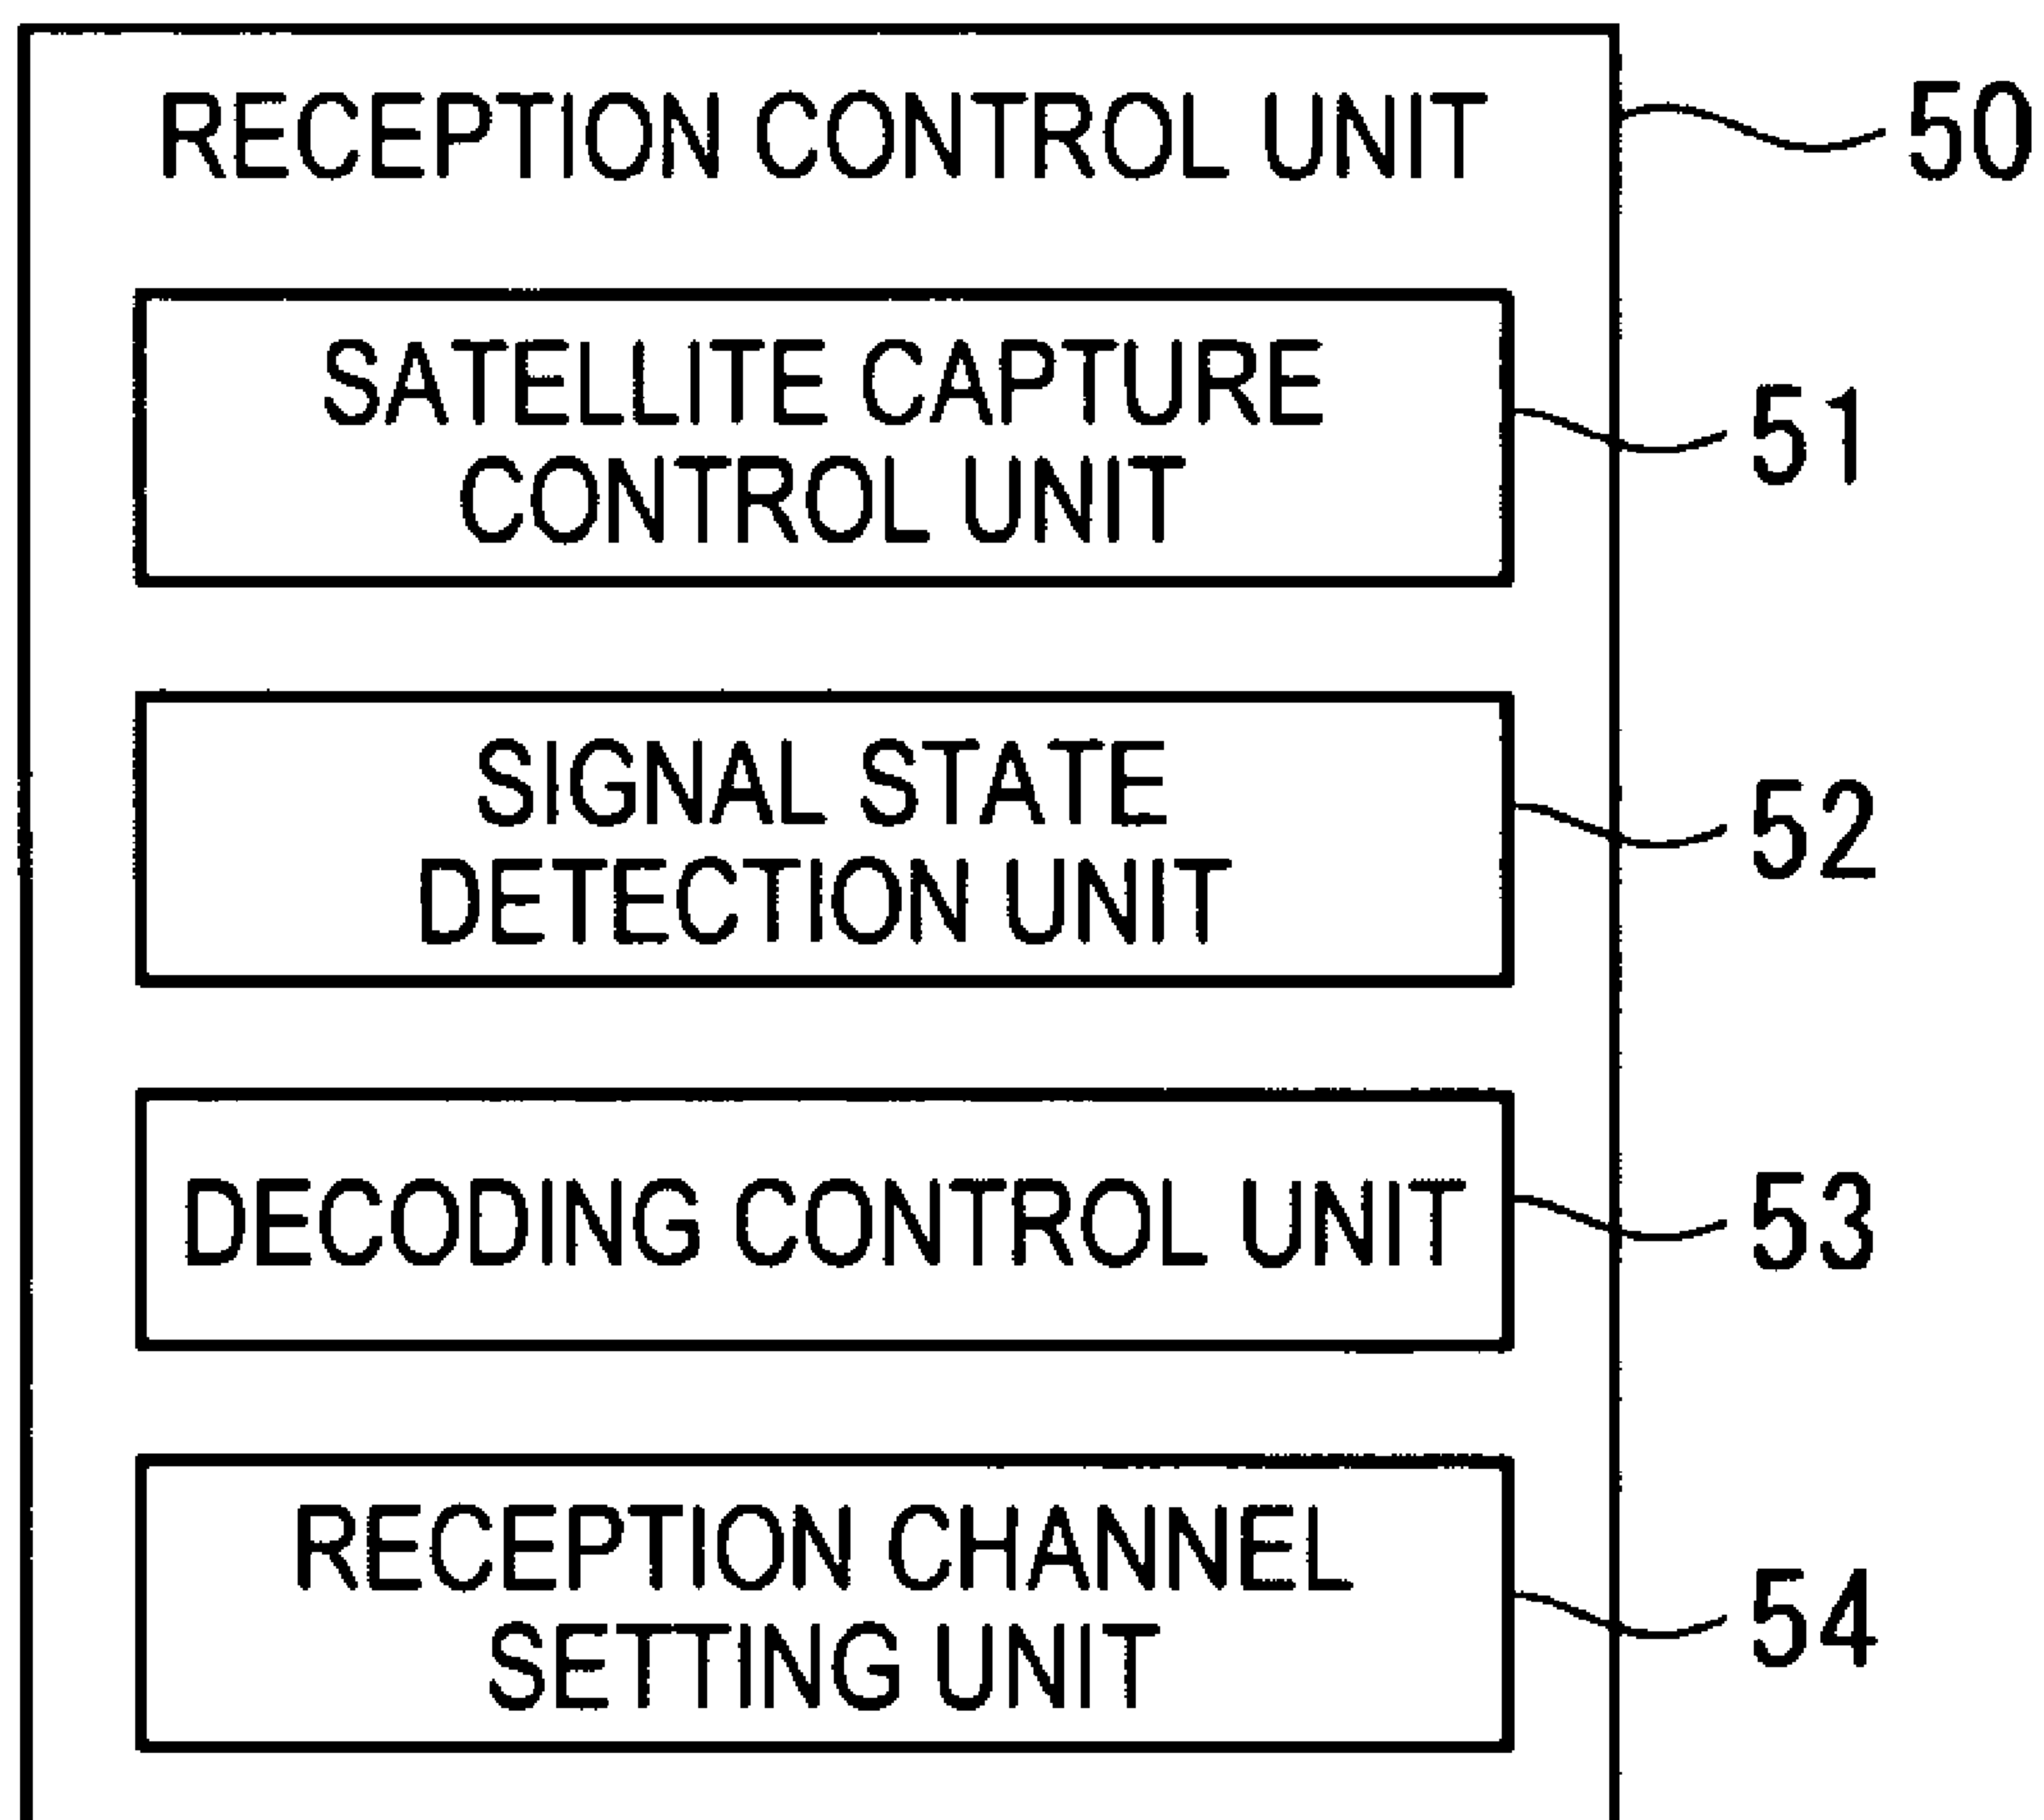 RECEPTION CONTROL UNIT 50
SATELLITE CAPTURE
CONTROL UNIT
51
SIGNAL STATE
DETECTION UNIT
52
DECODING CONTROL UNIT 53
RECEPTION CHANNEL
SETTING UNIT
54